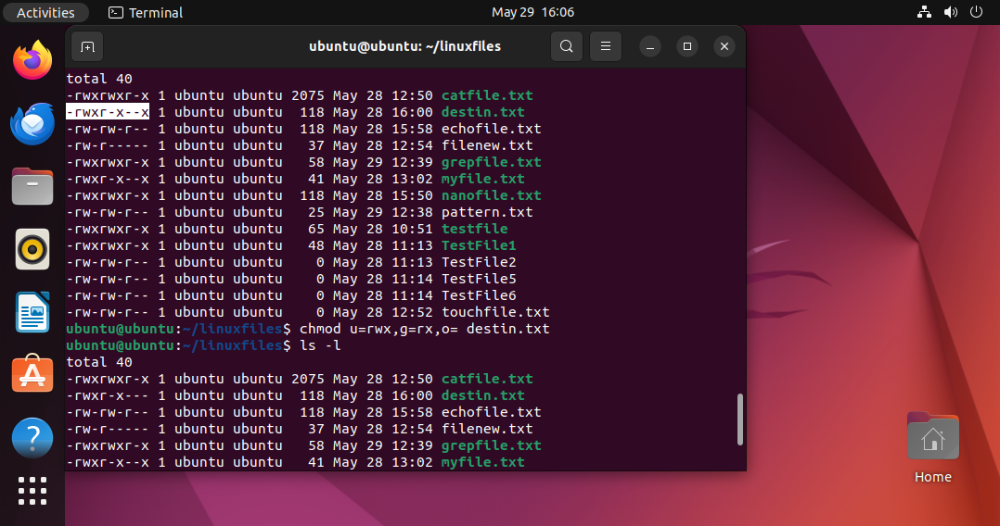 Activities Terminal May 29 16:06
ubuntu@ubuntu: ~/linuxfiles
total 40
-rwxrwxr-x 1 ubuntu ubuntu 2075 May 28 12:50 catfile.txt
-rwxr-x--x 1 ubuntu ubuntu  118 May 28 16:00 destin.txt
-rw-rw-r-- 1 ubuntu ubuntu  118 May 28 15:58 echofile.txt
-rw-r----- 1 ubuntu ubuntu   37 May 28 12:54 filenew.txt
-rwxrwxr-x 1 ubuntu ubuntu   58 May 29 12:39 grepfile.txt
-rwxr-x--x 1 ubuntu ubuntu   41 May 28 13:02 myfile.txt
-rwxrwxr-x 1 ubuntu ubuntu  118 May 28 15:50 nanofile.txt
-rw-rw-r-- 1 ubuntu ubuntu   25 May 29 12:38 pattern.txt
-rwxrwxr-x 1 ubuntu ubuntu   65 May 28 10:51 testfile
-rwxrwxr-x 1 ubuntu ubuntu   48 May 28 11:13 TestFile1
-rw-rw-r-- 1 ubuntu ubuntu    0 May 28 11:13 TestFile2
-rw-rw-r-- 1 ubuntu ubuntu    0 May 28 11:14 TestFile5
-rw-rw-r-- 1 ubuntu ubuntu    0 May 28 11:14 TestFile6
-rw-rw-r-- 1 ubuntu ubuntu    0 May 28 12:52 touchfile.txt
ubuntu@ubuntu:~/linuxfiles$ chmod u=rwx,g=rx,o= destin.txt
ubuntu@ubuntu:~/linuxfiles$ ls -l
total 40
-rwxrwxr-x 1 ubuntu ubuntu 2075 May 28 12:50 catfile.txt
-rwxr-x--- 1 ubuntu ubuntu  118 May 28 16:00 destin.txt
-rw-rw-r-- 1 ubuntu ubuntu  118 May 28 15:58 echofile.txt
-rw-r----- 1 ubuntu ubuntu   37 May 28 12:54 filenew.txt
-rwxrwxr-x 1 ubuntu ubuntu   58 May 29 12:39 grepfile.txt
-rwxr-x--x 1 ubuntu ubuntu   41 May 28 13:02 myfile.txt
Home